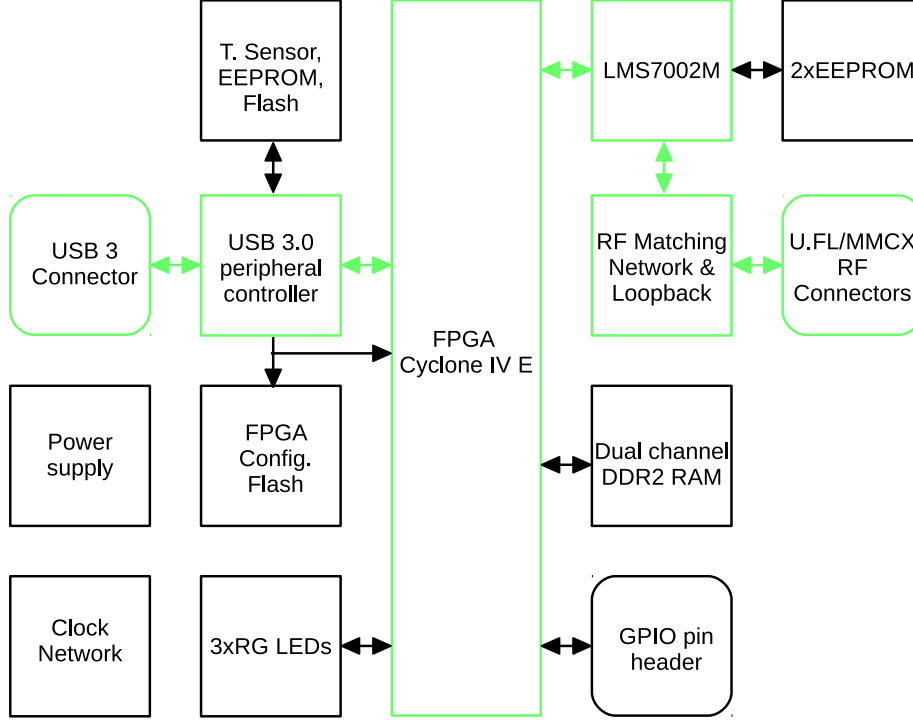 T. Sensor,
EEPROM,
Flash
LMS7002M
2xEEPROM
USB 3
Connector
USB 3.0
peripheral
controller
RF Matching
Network &
Loopback
U.FL/MMCX
RF
Connectors
FPGA
Cyclone IV E
Power
supply
FPGA
Config.
Flash
Dual channel
DDR2 RAM
Clock
Network
3xRG LEDs
GPIO pin
header